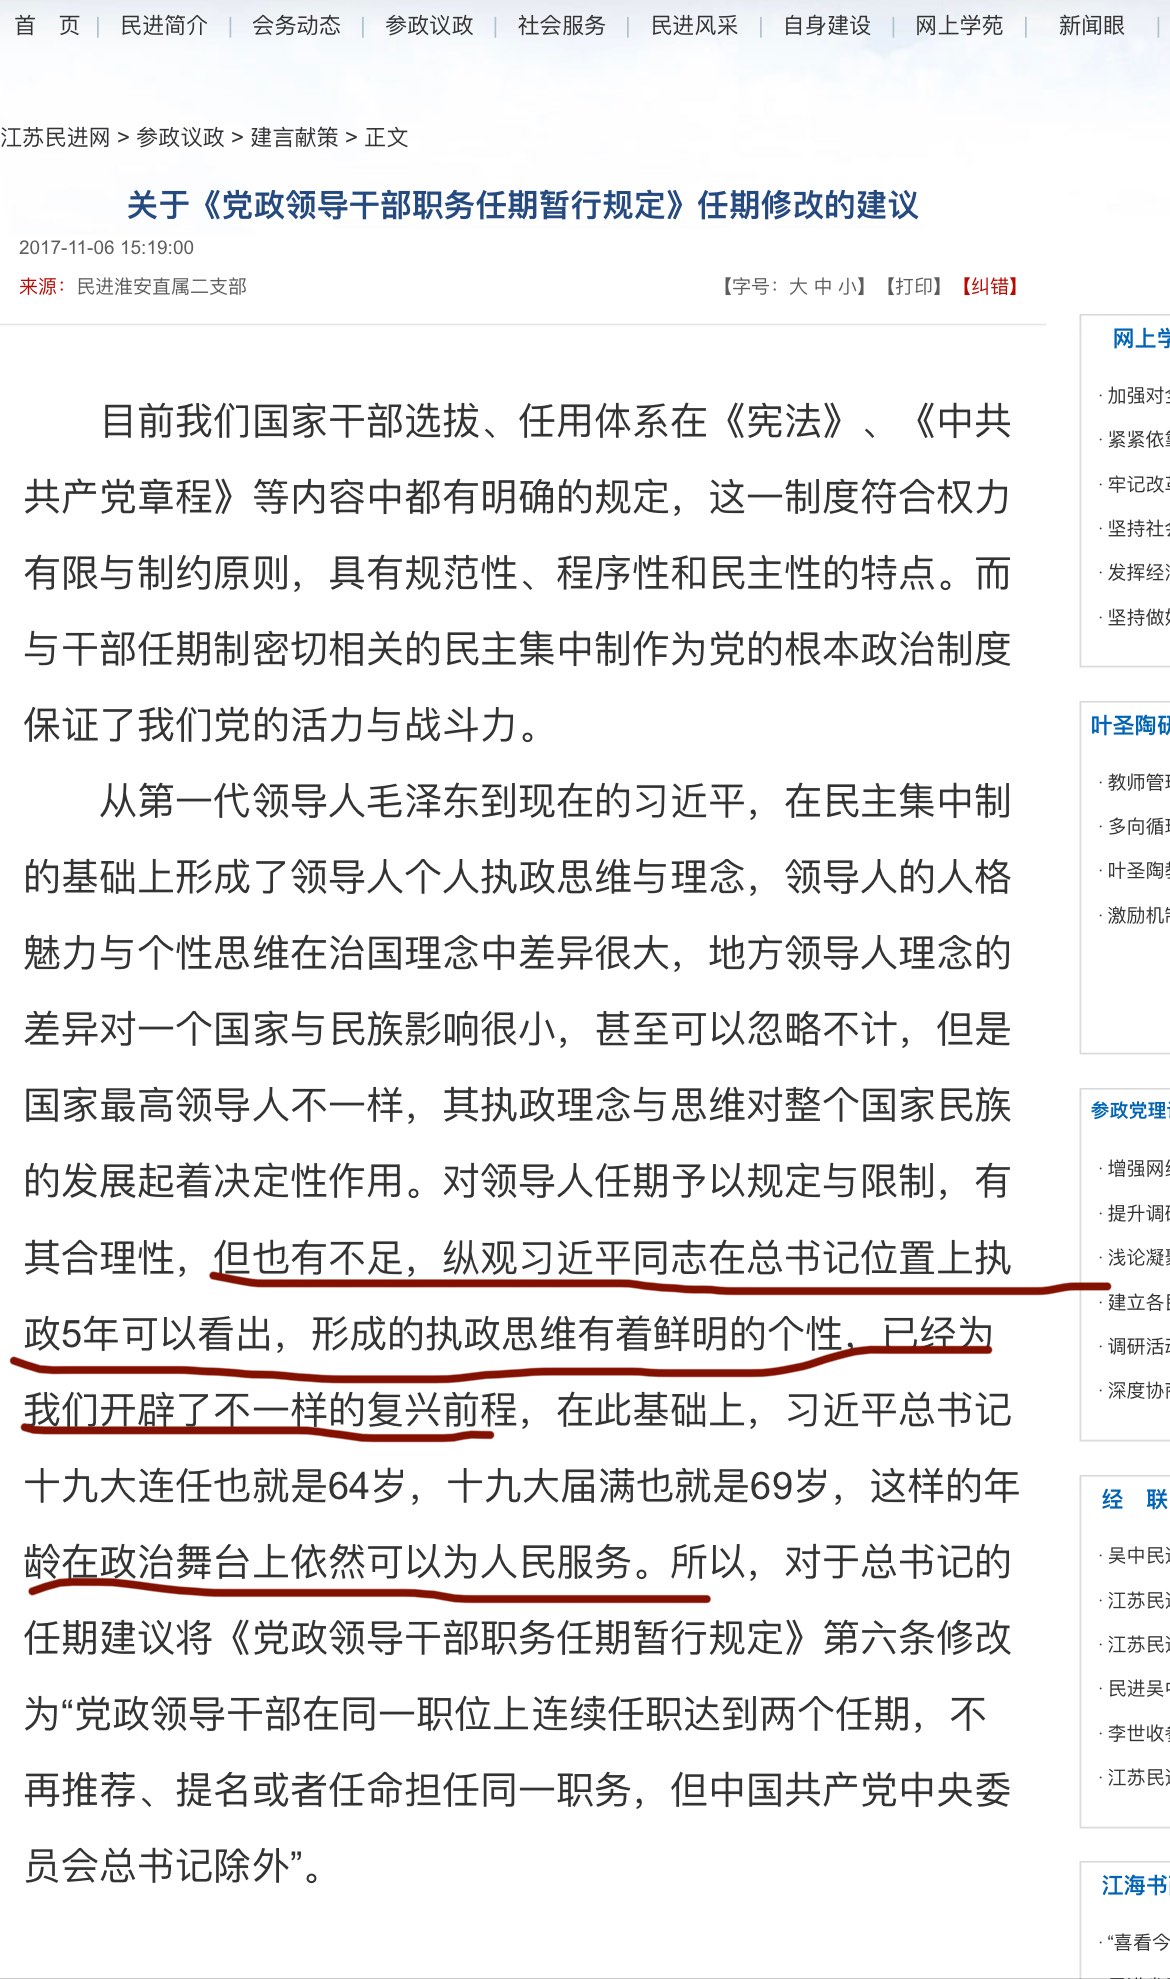 首　页 | 民进简介 | 会务动态 | 参政议政 | 社会服务 | 民进风采 | 自身建设 | 网上学苑 | 新闻眼 |
江苏民进网 > 参政议政 > 建言献策 > 正文
关于《党政领导干部职务任期暂行规定》任期修改的建议
2017-11-06 15:19:00
来源：民进淮安直属二支部 【字号：大 中 小】 【打印】 【纠错】
目前我们国家干部选拔、任用体系在《宪法》、《中共
共产党章程》等内容中都有明确的规定，这一制度符合权力
有限与制约原则，具有规范性、程序性和民主性的特点。而
与干部任期制密切相关的民主集中制作为党的根本政治制度
保证了我们党的活力与战斗力。
从第一代领导人毛泽东到现在的习近平，在民主集中制
的基础上形成了领导人个人执政思维与理念，领导人的人格
魅力与个性思维在治国理念中差异很大，地方领导人理念的
差异对一个国家与民族影响很小，甚至可以忽略不计，但是
国家最高领导人不一样，其执政理念与思维对整个国家民族
的发展起着决定性作用。对领导人任期予以规定与限制，有
其合理性，但也有不足，纵观习近平同志在总书记位置上执
政5年可以看出，形成的执政思维有着鲜明的个性，已经为
我们开辟了不一样的复兴前程，在此基础上，习近平总书记
十九大连任也就是64岁，十九大届满也就是69岁，这样的年
龄在政治舞台上依然可以为人民服务。所以，对于总书记的
任期建议将《党政领导干部职务任期暂行规定》第六条修改
为“党政领导干部在同一职位上连续任职达到两个任期，不
再推荐、提名或者任命担任同一职务，但中国共产党中央委
员会总书记除外”。
网上学
· 加强对
· 紧紧依
· 牢记改
· 坚持社
· 发挥经
· 坚持做
叶圣陶研
· 教师管
· 多向循
· 叶圣陶
· 激励机
参政党理
· 增强网
· 提升调
· 浅论凝
· 建立各
· 调研活
· 深度协
经　联
· 吴中民
· 江苏民
· 江苏民
· 民进吴
· 李世收
· 江苏民
江海书
· “喜看今